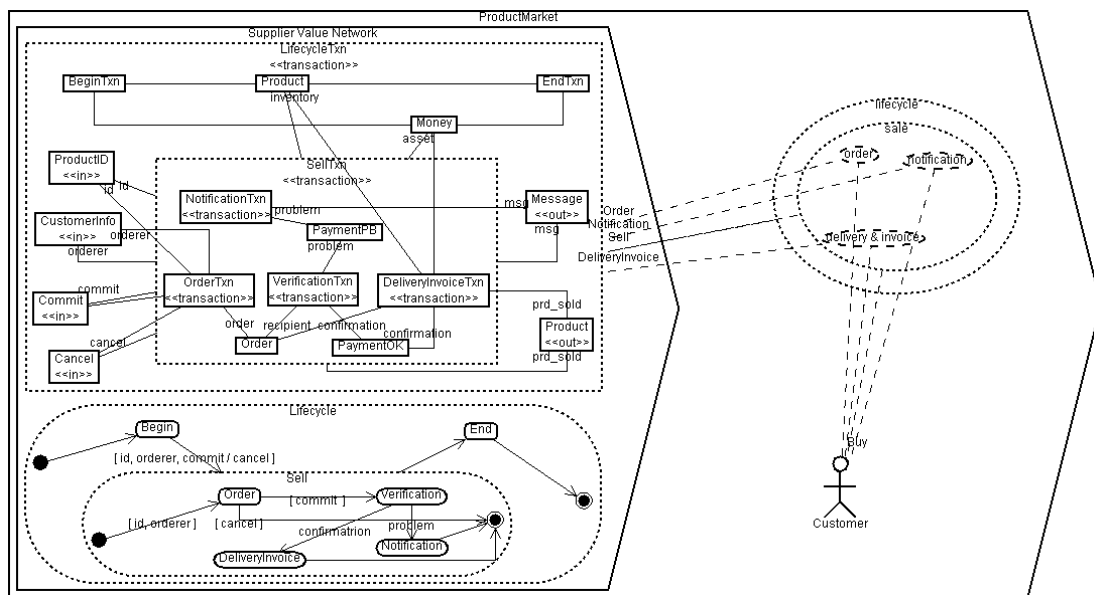 ProductMarket
Supplier Value Network
LifecycleTxn
<<transaction>>
BeginTxn
Product
EndTxn
inventory
Money
asset
ProductID
<<in>>
id
id
SellTxn
<<transaction>>
NotificationTxn
<<transaction>>
problem
PaymentPB
problem
msg
Message
<<out>>
msg
CustomerInfo
<<in>>
orderer
orderer
OrderTxn
<<transaction>>
VerificationTxn
<<transaction>>
DeliveryInvoiceTxn
<<transaction>>
commit
Commit
<<in>>
cancel
Cancel
<<in>>
order
recipient
confirmation
confirmation
Order
PaymentOK
prd_sold
Product
<<out>>
prd_sold
Order
Notification
Sell
DeliveryInvoice
lifecycle
sale
order
notification
delivery & invoice
Buy
Customer
Lifecycle
Begin
End
[ id, orderer, commit / cancel ]
Sell
Order
[ commit ]
Verification
[ id, orderer ]
[ cancel ]
confirmatrion
problem
Notification
DeliveryInvoice